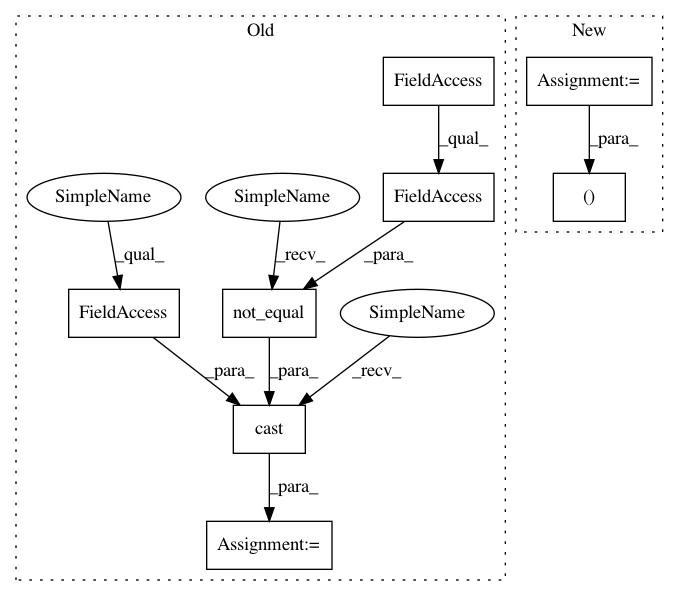 Old
New
FieldAccess
Assignment:=
_qual_
_para_
SimpleName
SimpleName
FieldAccess
()
_qual_
_recv_
_para_
FieldAccess
not_equal
SimpleName
_para_
_para_
_recv_
cast
_para_
Assignment:=